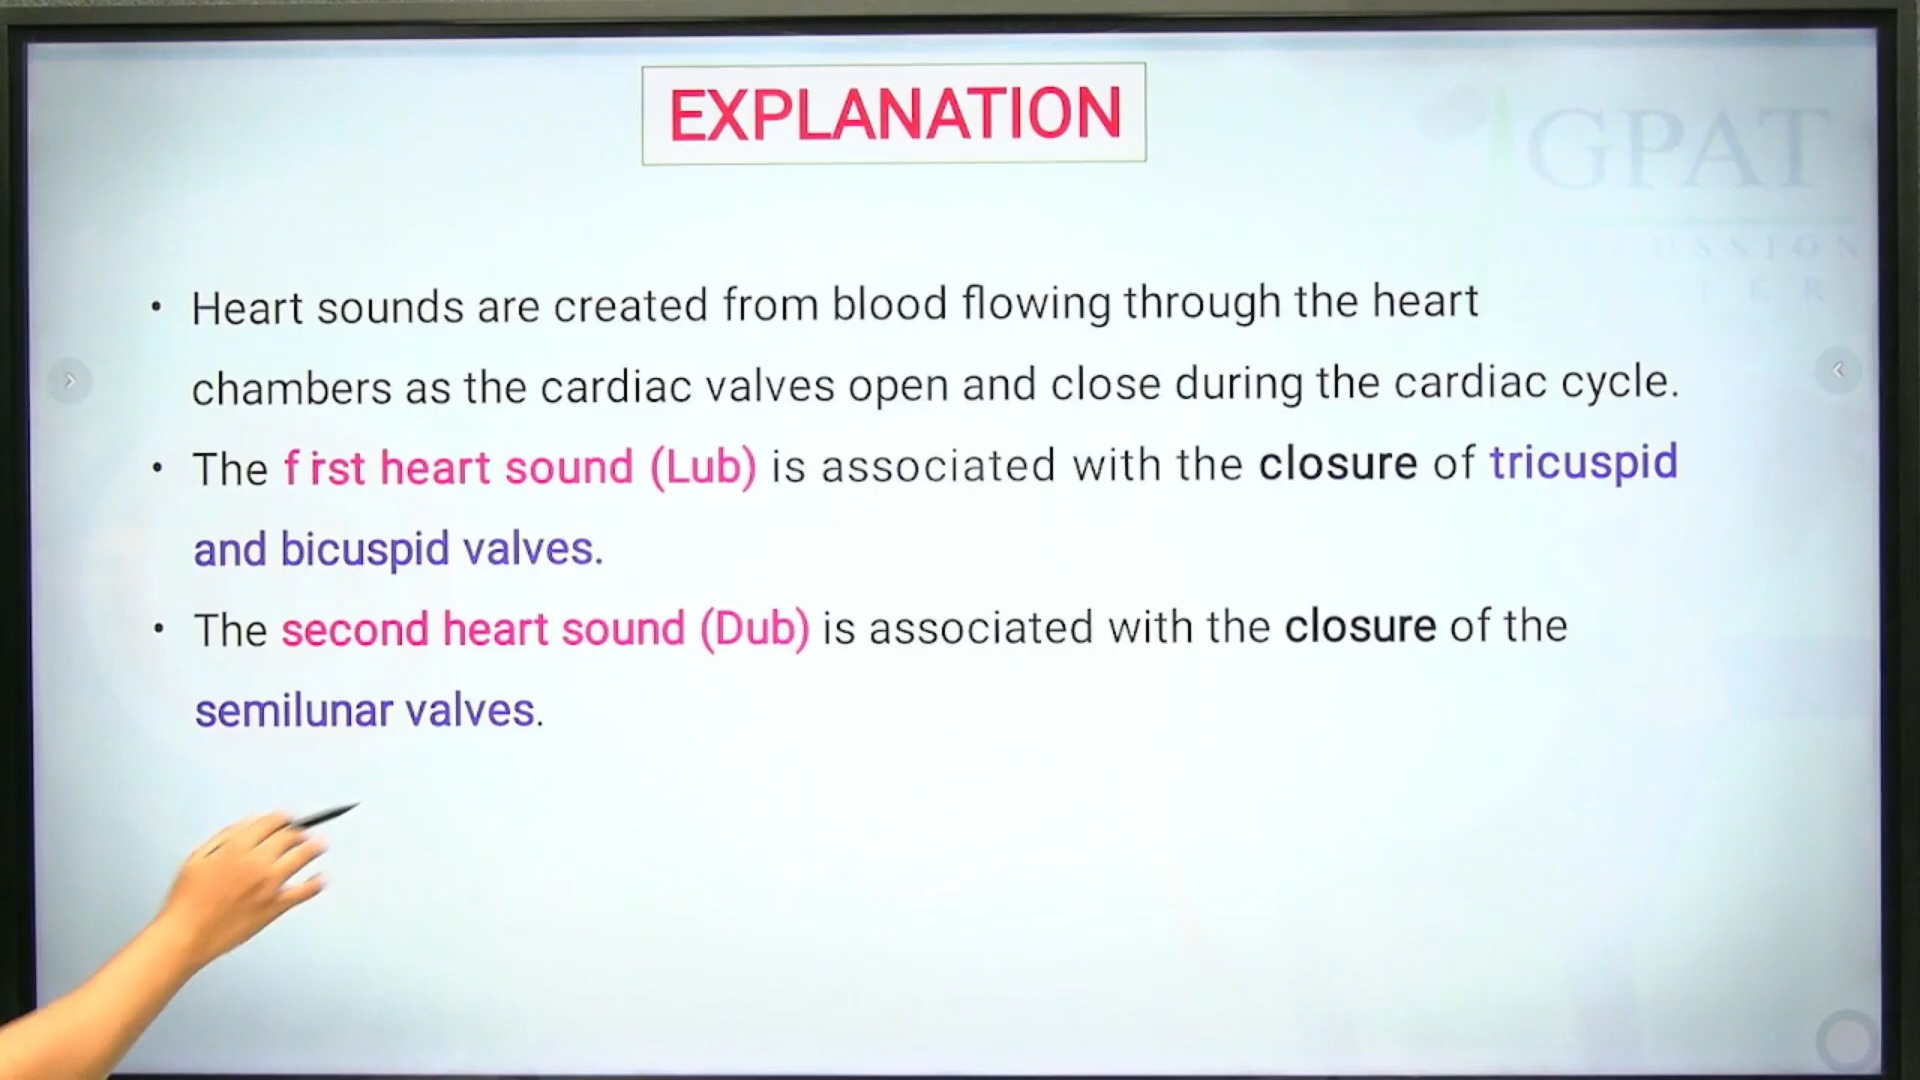 EXPLANATION
GPAT
• Heart sounds are created from blood flowing through the heart
chambers as the cardiac valves open and close during the cardiac cycle.
• The first heart sound (Lub) is associated with the closure of tricuspid
and bicuspid valves.
• The second heart sound (Dub) is associated with the closure of the
semilunar valves.